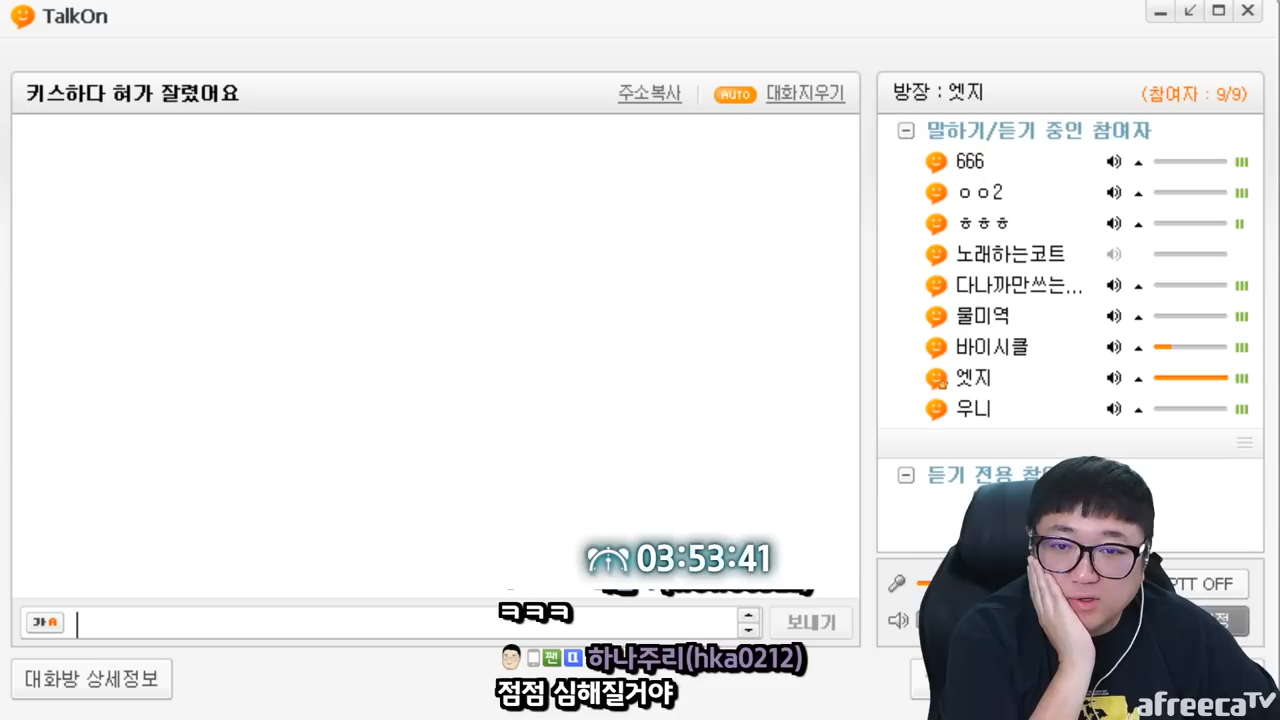 TalkOn
키스하다 혀가 잘렸어요
주소복사
AUTO 대화지우기
방장 : 엣지
(참여자 : 9/9)
말하기/듣기 중인 참여자
666
ㅇㅇ2
ㅎㅎㅎ
노래하는코트
다나까만쓰는...
물미역
바이시클
엣지
우니
듣기 전용
03:53:41
PTT OFF
ㅋㅋㅋ
가A
보내기
팬
하나주리(hka0212)
점점 심해질거야
대화방 상세정보
afreecaTV